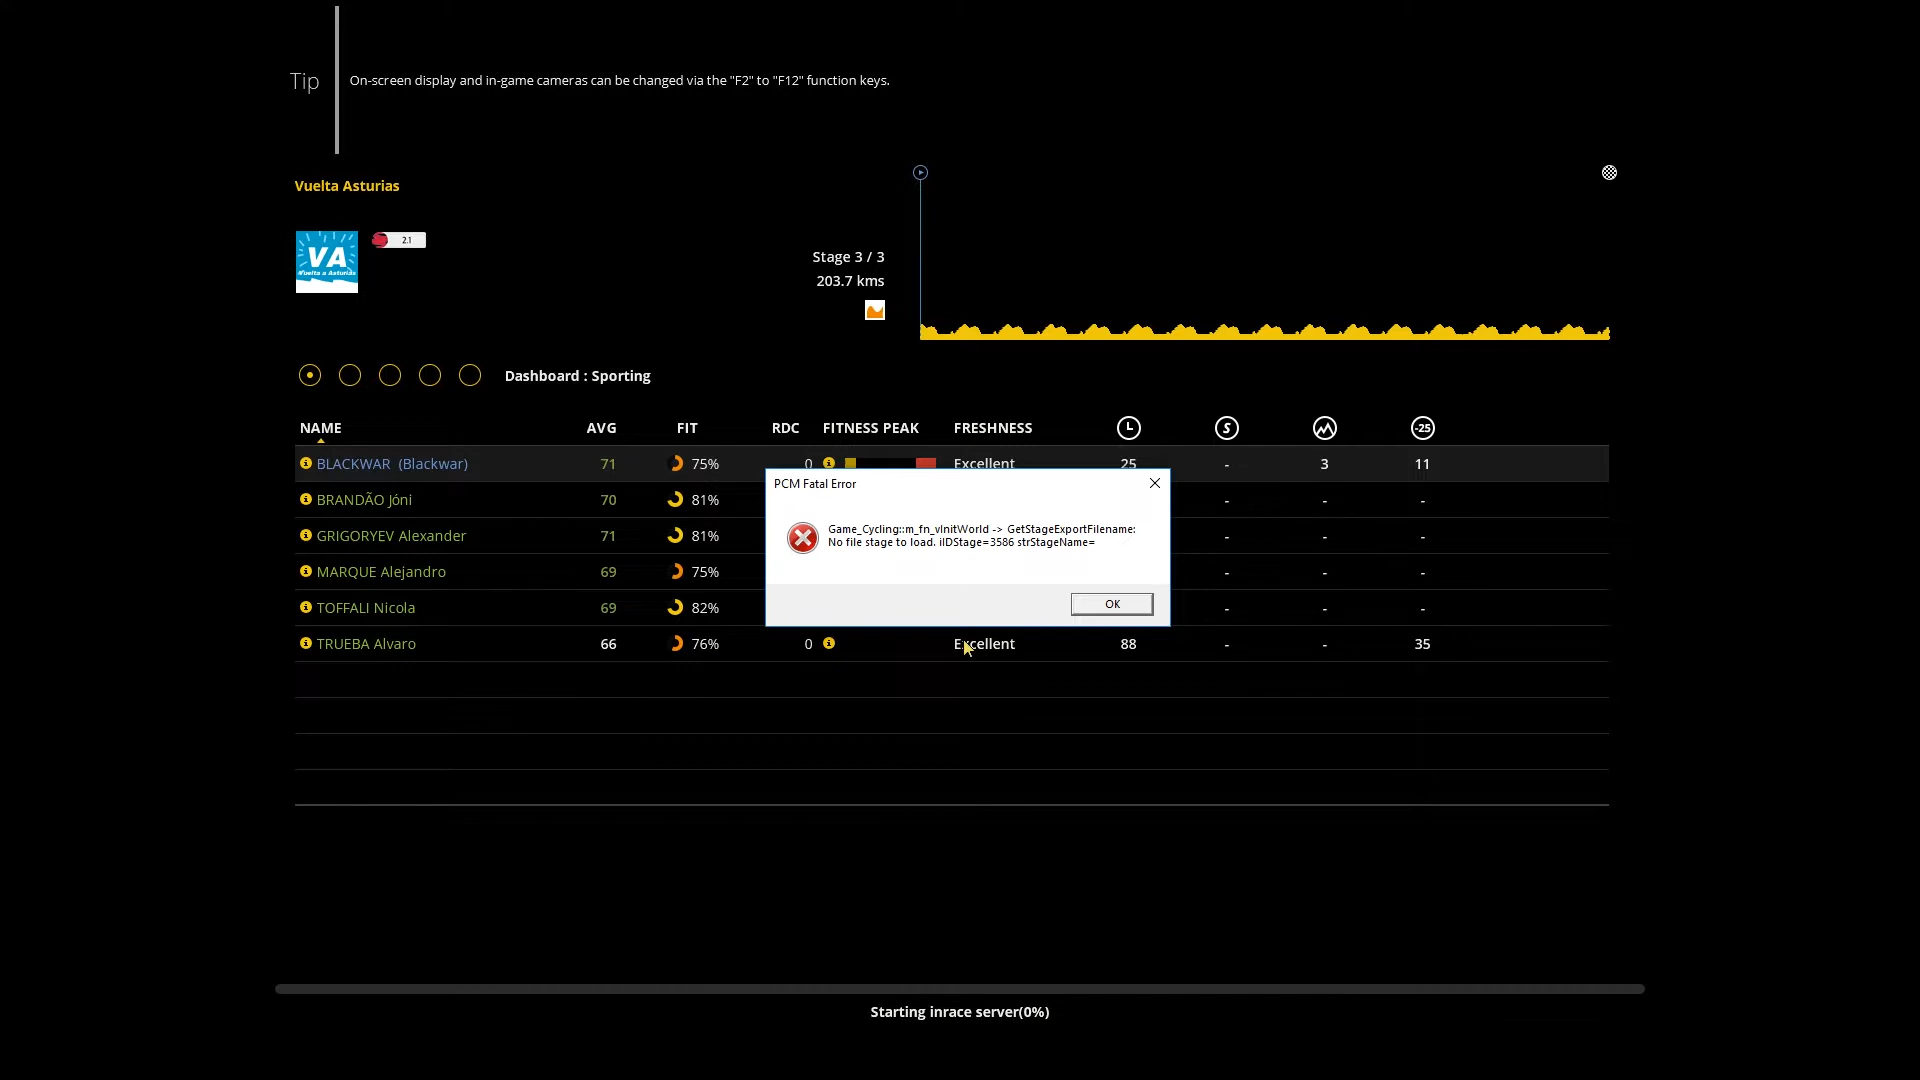 Tip
On-screen display and in-game cameras can be changed via the "F2" to "F12" function keys.
Vuelta Asturias
VA
Vuelta a Asturias
2.1
Stage 3 / 3
203.7 kms
Dashboard : Sporting
NAME AVG FIT RDC FITNESS PEAK FRESHNESS S -25
BLACKWAR (Blackwar) 71 75% 0 Excellent 25 - 3 11
BRANDÃO Jóni 70 81% - - -
GRIGORYEV Alexander 71 81% - - -
MARQUE Alejandro 69 75% - - -
TOFFALI Nicola 69 82% - - -
TRUEBA Alvaro 66 76% 0 Excellent 88 - - 35
PCM Fatal Error
Game_Cycling::m_fn_vInitWorld -> GetStageExportFilename:
No file stage to load. iIDStage=3586 strStageName=
OK
Starting inrace server(0%)